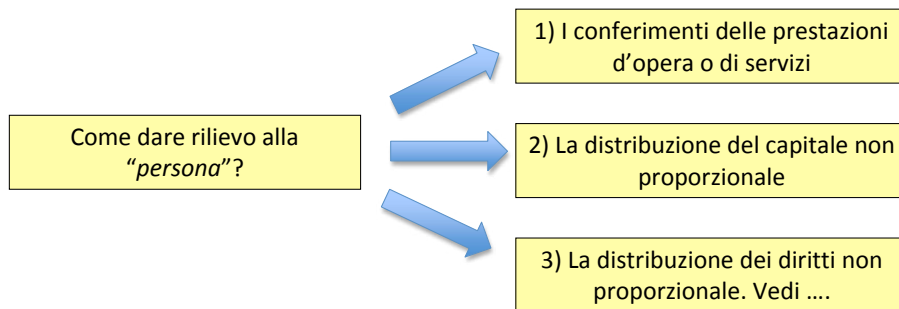 1) I conferimenti delle prestazioni
d’opera o di servizi
Come dare rilievo alla
“persona”?
2) La distribuzione del capitale non
proporzionale
3) La distribuzione dei diritti non
proporzionale. Vedi ….